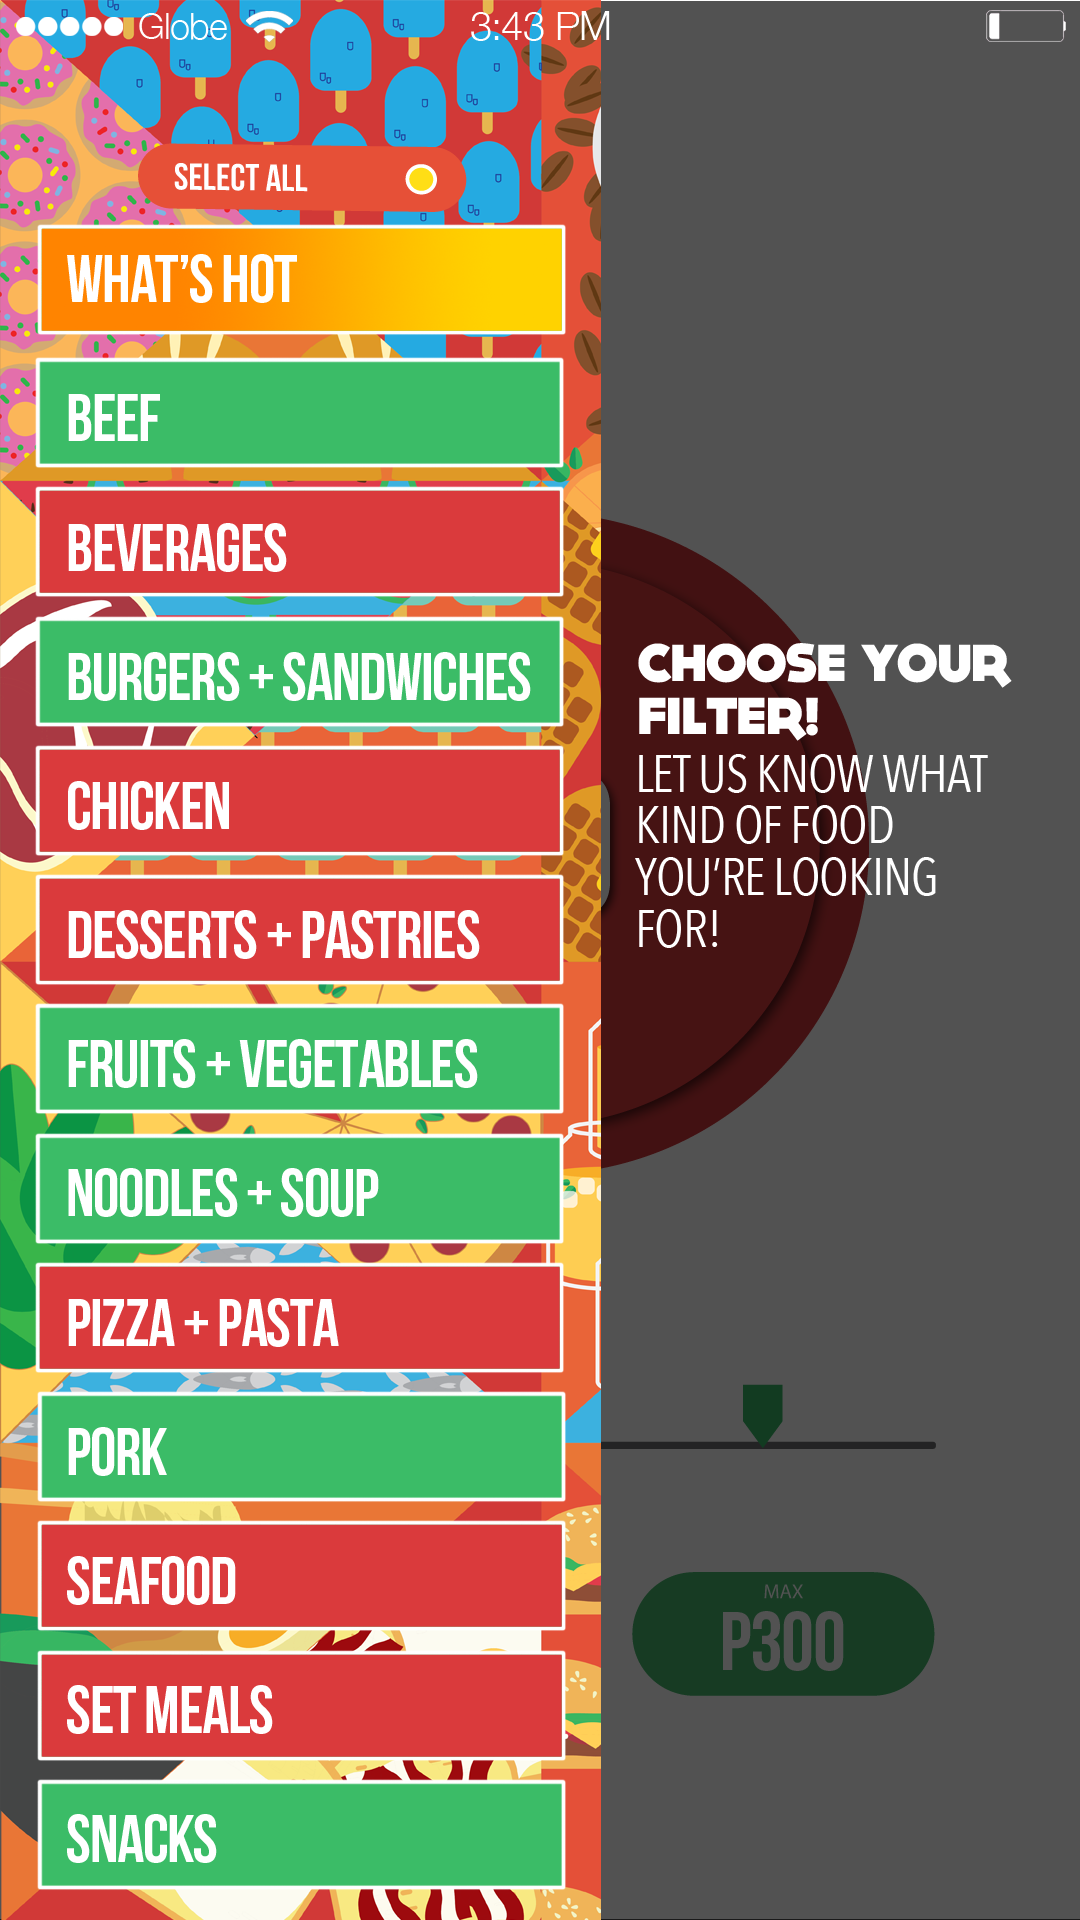 Globe 3:43 PM
SELECT ALL
WHAT'S HOT
BEEF
BEVERAGES
BURGERS + SANDWICHES
CHICKEN
DESSERTS + PASTRIES
FRUITS + VEGETABLES
NOODLES + SOUP
PIZZA + PASTA
PORK
SEAFOOD
SET MEALS
SNACKS
CHOOSE YOUR
FILTER!
LET US KNOW WHAT
KIND OF FOOD
YOU'RE LOOKING
FOR!
MAX
P300